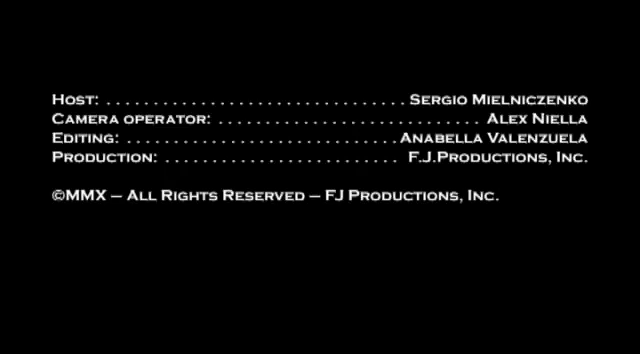 Host: . . . . . . . . . . . . . . . . . . . . . . . . . . . . . . . . Sergio Mielniczenko
Camera operator: . . . . . . . . . . . . . . . . . . . . . . . . . . . . Alex Niella
Editing: . . . . . . . . . . . . . . . . . . . . . . . . . . . . . Anabella Valenzuela
Production: . . . . . . . . . . . . . . . . . . . . . . . . . F.J.Productions, Inc.
©MMX – All Rights Reserved – FJ Productions, Inc.